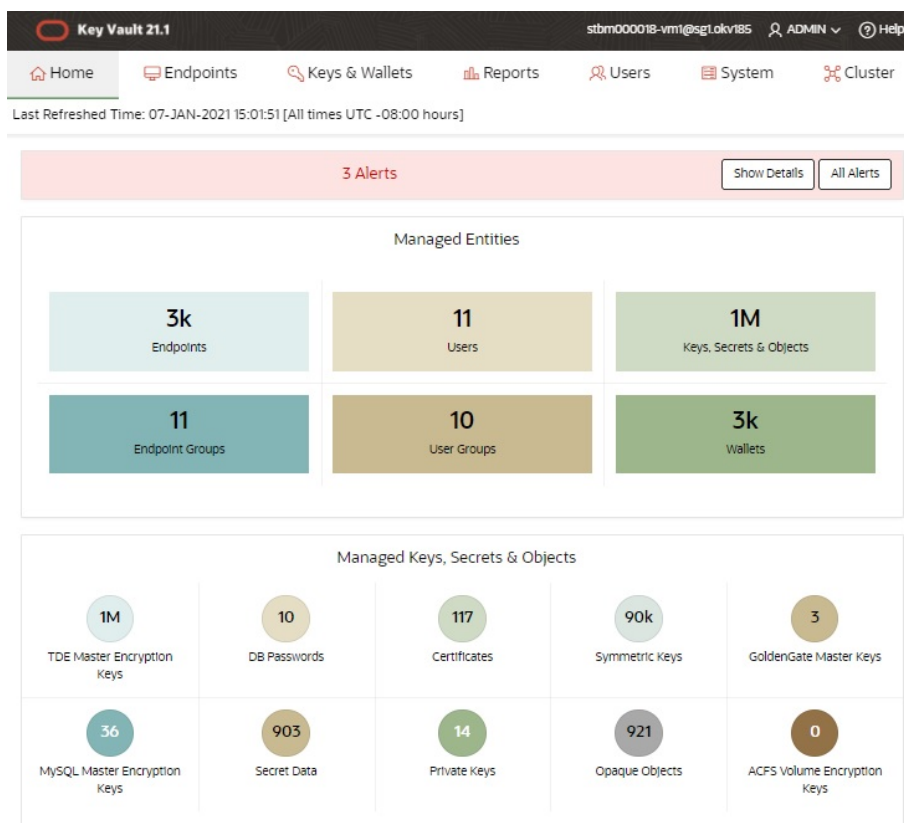 Key Vault 21.1
stbm000018-vm1@sg1.okv185 ADMIN Help
Home Endpoints Keys & Wallets Reports Users System Cluster
Last Refreshed Time: 07-JAN-2021 15:01:51 [All times UTC -08:00 hours]
3 Alerts
Show Details
All Alerts
Managed Entities
3k
Endpoints
11
Users
1M
Keys, Secrets & Objects
11
Endpoint Groups
10
User Groups
3k
Wallets
Managed Keys, Secrets & Objects
1M
TDE Master Encryption
Keys
10
DB Passwords
117
Certificates
90k
Symmetric Keys
3
GoldenGate Master Keys
36
MySQL Master Encryption
Keys
903
Secret Data
14
Private Keys
921
Opaque Objects
0
ACFS Volume Encryption
Keys